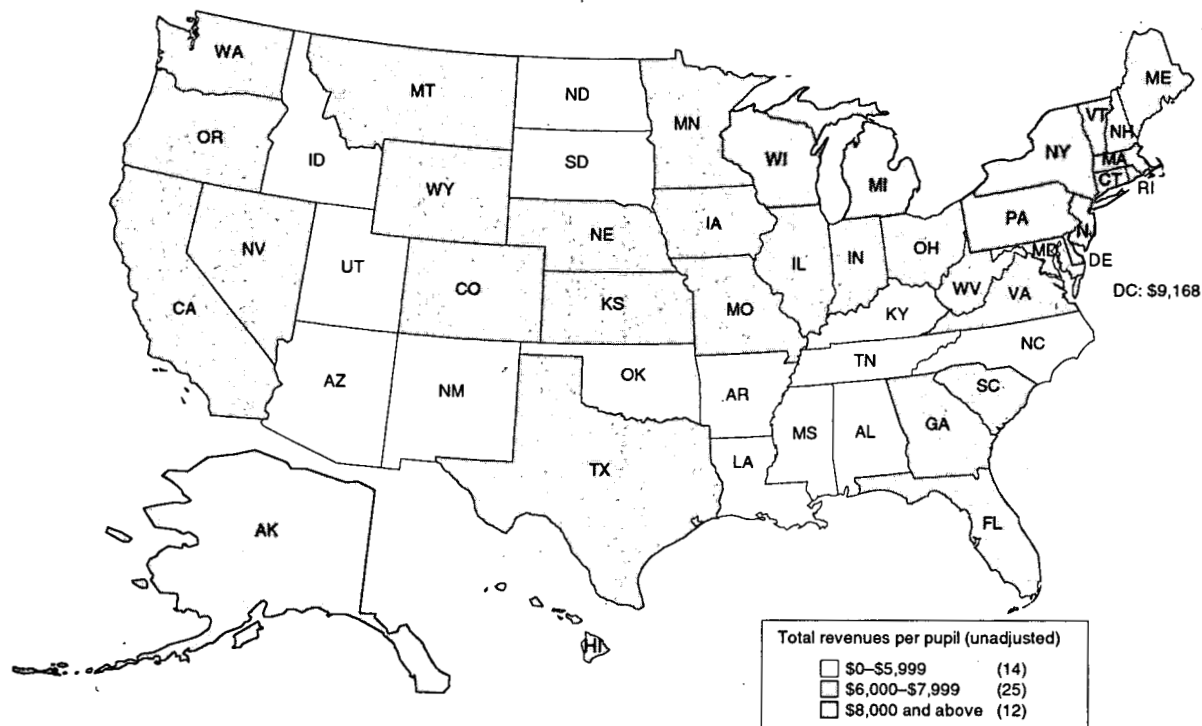 WA
MT
ND
MN
ME
VT
NH
OR
ID
SD
WI
MI
NY
MA
CT
RI
WY
IA
PA
NJ
NE
NV
UT
CO
IL
IN
OH
MD
DE
DC: $9,168
CA
KS
MO
WV
VA
KY
NC
TN
AZ
NM
OK
AR
SC
MS
AL
GA
LA
TX
FL
AK
HI
Total revenues per pupil (unadjusted)
$0–$5,999 (14)
$6,000–$7,999 (25)
$8,000 and above (12)